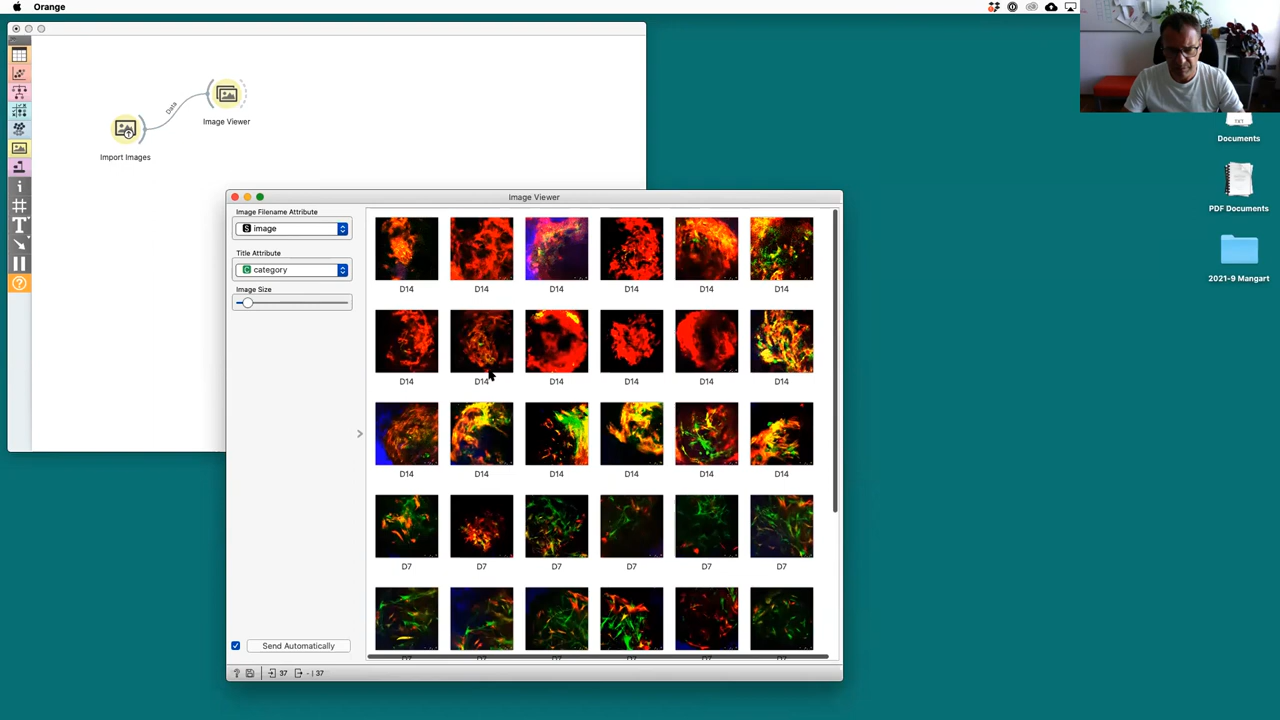 Orange
Data
Image Viewer
Import Images
TXT
Documents
PDF Documents
2021-9 Mangart
Image Viewer
Image Filename Attribute
S image
Title Attribute
C category
Image Size
D14 D14 D14 D14 D14 D14
D14 D14 D14 D14 D14 D14
D14 D14 D14 D14 D14 D14
D7 D7 D7 D7 D7 D7
Send Automatically
? 37 - | 37